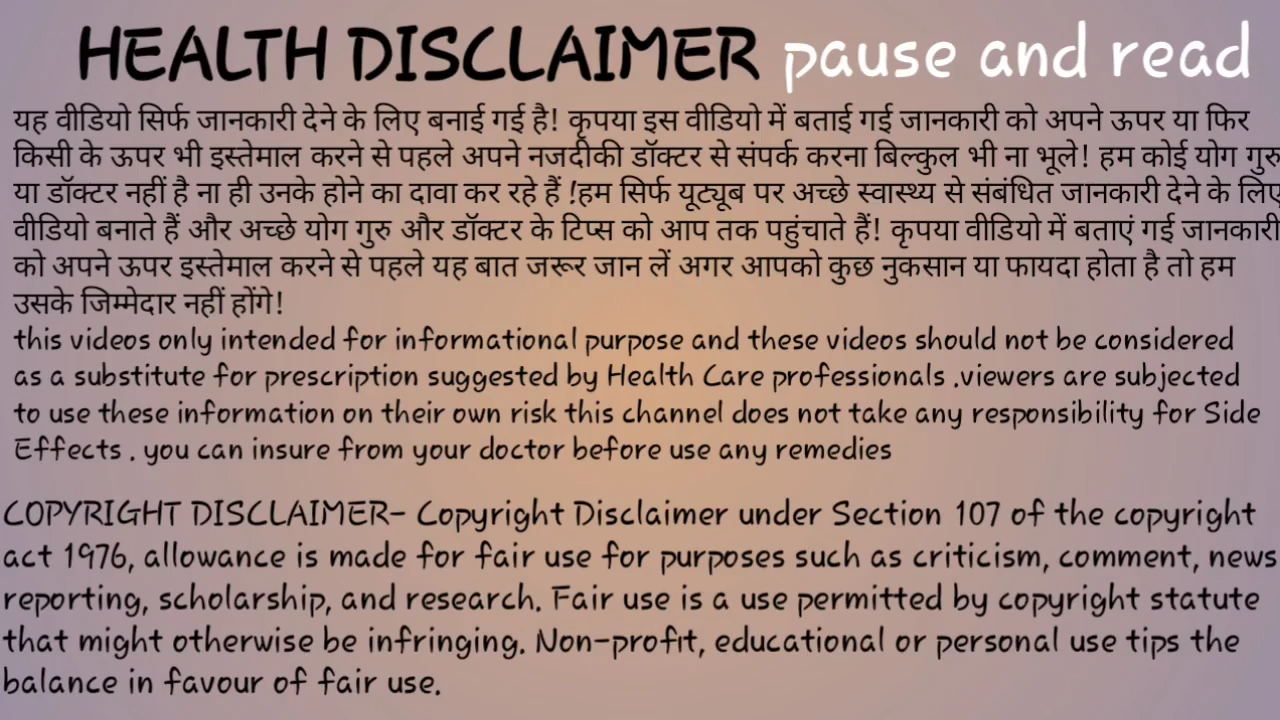 HEALTH DISCLAIMER pause and read
यह वीडियो सिर्फ जानकारी देने के लिए बनाई गई है! कृपया इस वीडियो में बताई गई जानकारी को अपने ऊपर या फिर
किसी के ऊपर भी इस्तेमाल करने से पहले अपने नजदीकी डॉक्टर से संपर्क करना बिल्कुल भी ना भूले! हम कोई योग गुरु
या डॉक्टर नहीं है ना ही उनके होने का दावा कर रहे हैं !हम सिर्फ यूट्यूब पर अच्छे स्वास्थ्य से संबंधित जानकारी देने के लिए
वीडियो बनाते हैं और अच्छे योग गुरु और डॉक्टर के टिप्स को आप तक पहुंचाते हैं! कृपया वीडियो में बताएं गई जानकारी
को अपने ऊपर इस्तेमाल करने से पहले यह बात जरूर जान लें अगर आपको कुछ नुकसान या फायदा होता है तो हम
उसके जिम्मेदार नहीं होंगे!
this videos only intended for informational purpose and these videos should not be considered
as a substitute for prescription suggested by Health Care professionals .viewers are subjected
to use these information on their own risk this channel does not take any responsibility for Side
Effects . you can insure from your doctor before use any remedies
COPYRIGHT DISCLAIMER- Copyright Disclaimer under Section 107 of the copyright
act 1976, allowance is made for fair use for purposes such as criticism, comment, news
reporting, scholarship, and research. Fair use is a use permitted by copyright statute
that might otherwise be infringing. Non-profit, educational or personal use tips the
balance in favour of fair use.